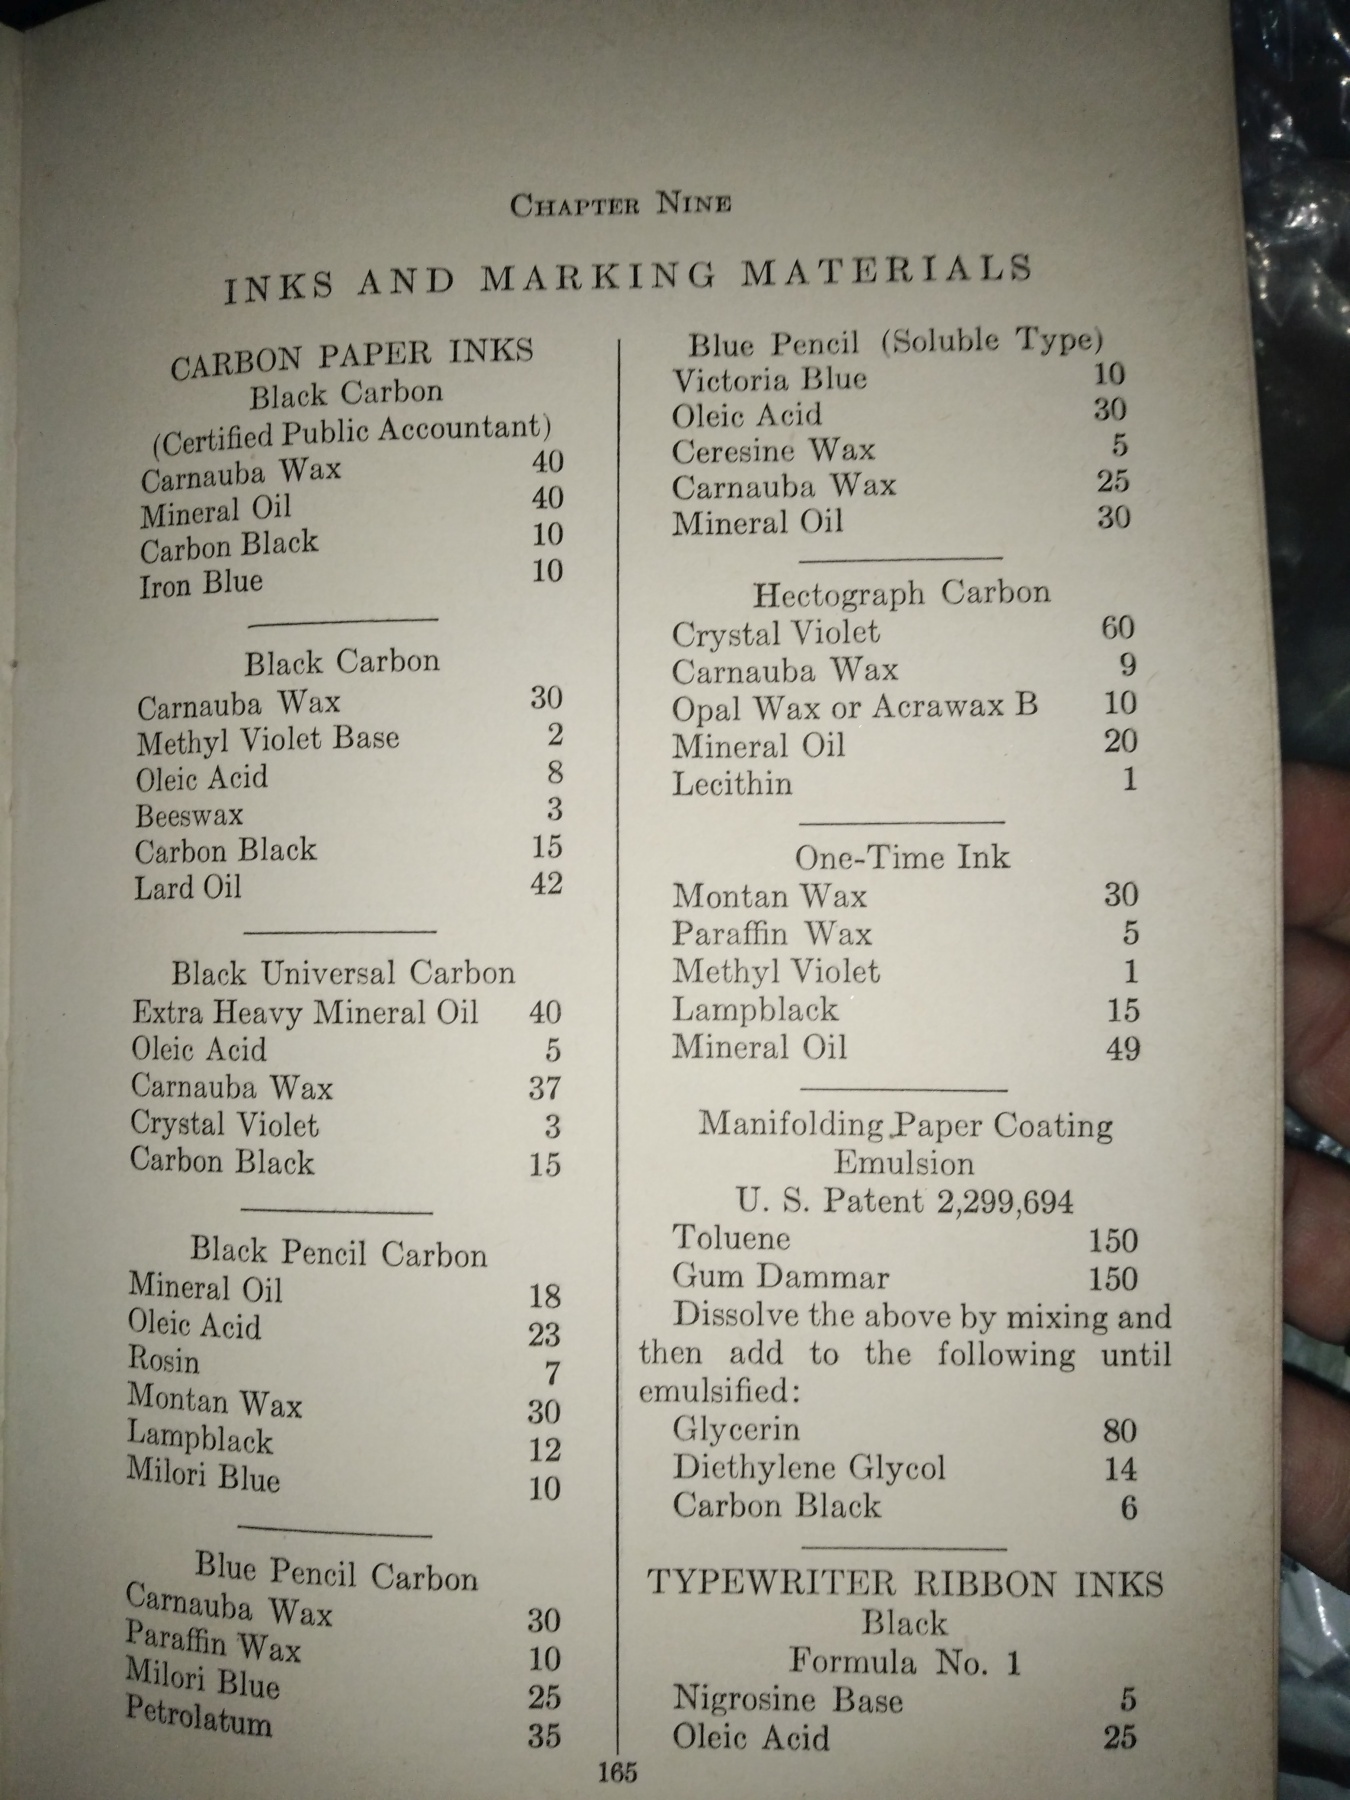 CHAPTER NINE
INKS AND MARKING MATERIALS
CARBON PAPER INKS
Black Carbon
(Certified Public Accountant)
Carnauba Wax 40
Mineral Oil 40
Carbon Black 10
Iron Blue 10
Black Carbon
Carnauba Wax 30
Methyl Violet Base 2
Oleic Acid 8
Beeswax 3
Carbon Black 15
Lard Oil 42
Black Universal Carbon
Extra Heavy Mineral Oil 40
Oleic Acid 5
Carnauba Wax 37
Crystal Violet 3
Carbon Black 15
Black Pencil Carbon
Mineral Oil 18
Oleic Acid 23
Rosin 7
Montan Wax 30
Lampblack 12
Milori Blue 10
Blue Pencil Carbon
Carnauba Wax 30
Paraffin Wax 10
Milori Blue 25
Petrolatum 35
Blue Pencil (Soluble Type)
Victoria Blue 10
Oleic Acid 30
Ceresine Wax 5
Carnauba Wax 25
Mineral Oil 30
Hectograph Carbon
Crystal Violet 60
Carnauba Wax 9
Opal Wax or Acrawax B 10
Mineral Oil 20
Lecithin 1
One-Time Ink
Montan Wax 30
Paraffin Wax 5
Methyl Violet 1
Lampblack 15
Mineral Oil 49
Manifolding Paper Coating
Emulsion
U. S. Patent 2,299,694
Toluene 150
Gum Dammar 150
Dissolve the above by mixing and
then add to the following until
emulsified:
Glycerin 80
Diethylene Glycol 14
Carbon Black 6
TYPEWRITER RIBBON INKS
Black
Formula No. 1
Nigrosine Base 5
Oleic Acid 25
165